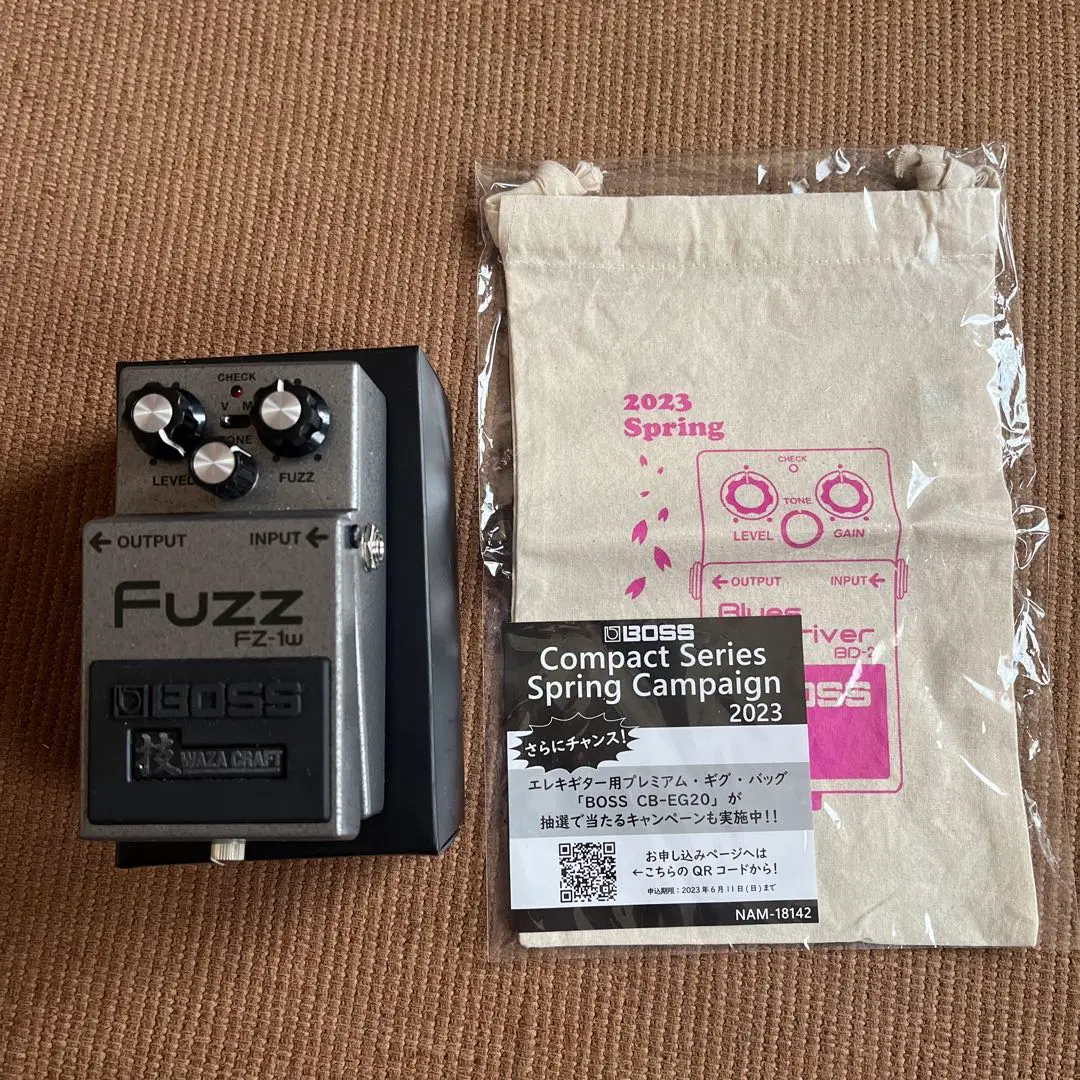 CHECK
V M
TONE
LEVEL
FUZZ
←OUTPUT
INPUT←
Fuzz
FZ-1w
BOSS
技 WAZA CRAFT
2023
Spring
CHECK
TONE
LEVEL
GAIN
←OUTPUT
INPUT←
Blues
river
BD-2
OSS
BOSS
Compact Series
Spring Campaign
2023
さらにチャンス!
エレキギター用プレミアム・ギグ・バッグ
「BOSS CB-EG20」が
抽選で当たるキャンペーンも実施中!!
お申し込みページへは
←こちらのQRコードから!
申込期限:2023年6月11日(日)まで
NAM-18142